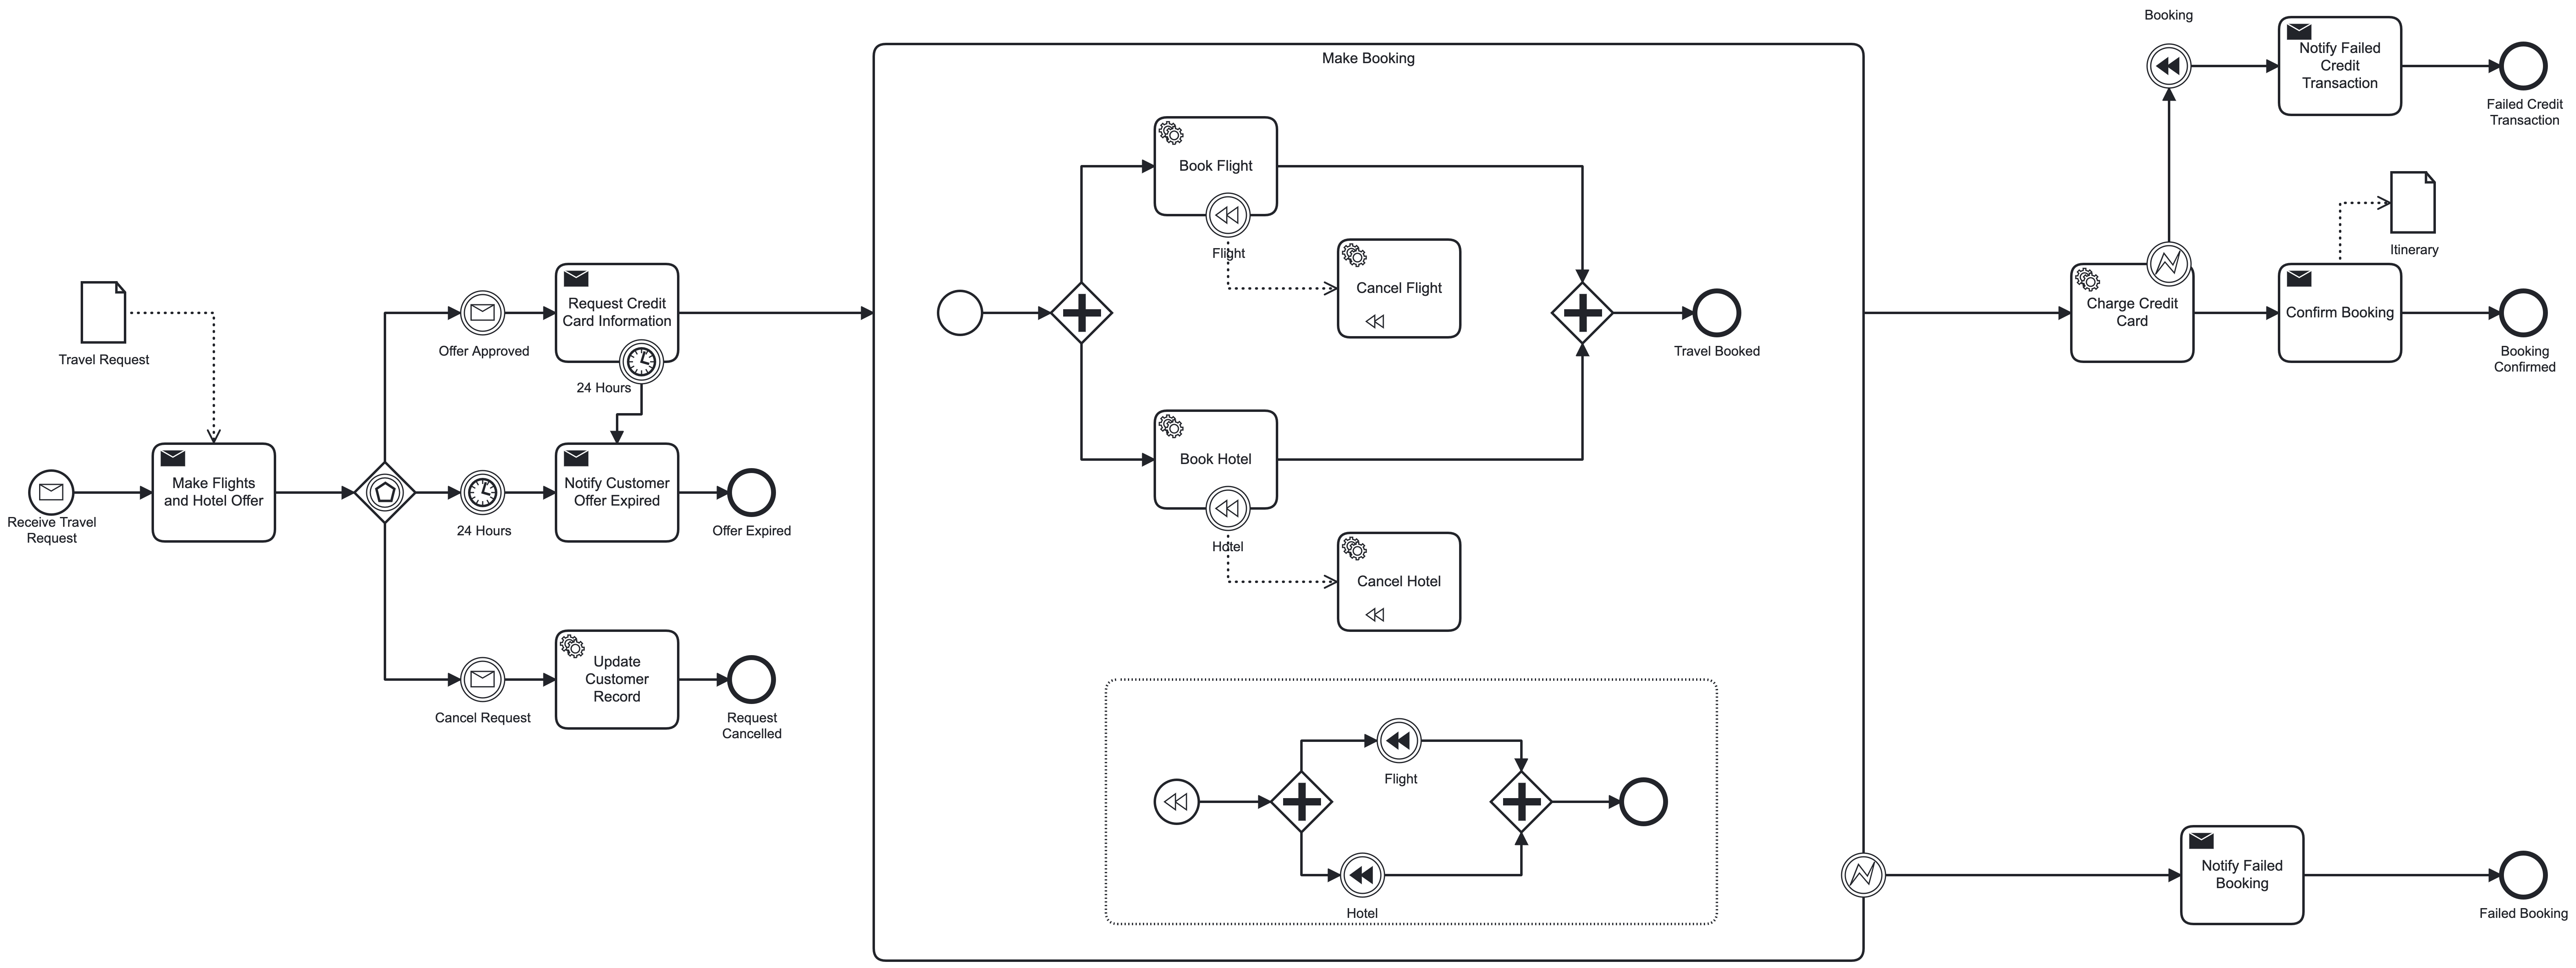 Booking
Notify Failed
Credit
Transaction
Failed Credit
Transaction
Make Booking
Book Flight
Flight
Cancel Flight
Itinerary
Travel Request
Offer Approved
Request Credit
Card Information
24 Hours
Travel Booked
Charge Credit
Card
Confirm Booking
Booking
Confirmed
Receive Travel
Request
Make Flights
and Hotel Offer
24 Hours
Notify Customer
Offer Expired
Offer Expired
Book Hotel
Hotel
Cancel Hotel
Cancel Request
Update
Customer
Record
Request
Cancelled
Flight
Hotel
Notify Failed
Booking
Failed Booking